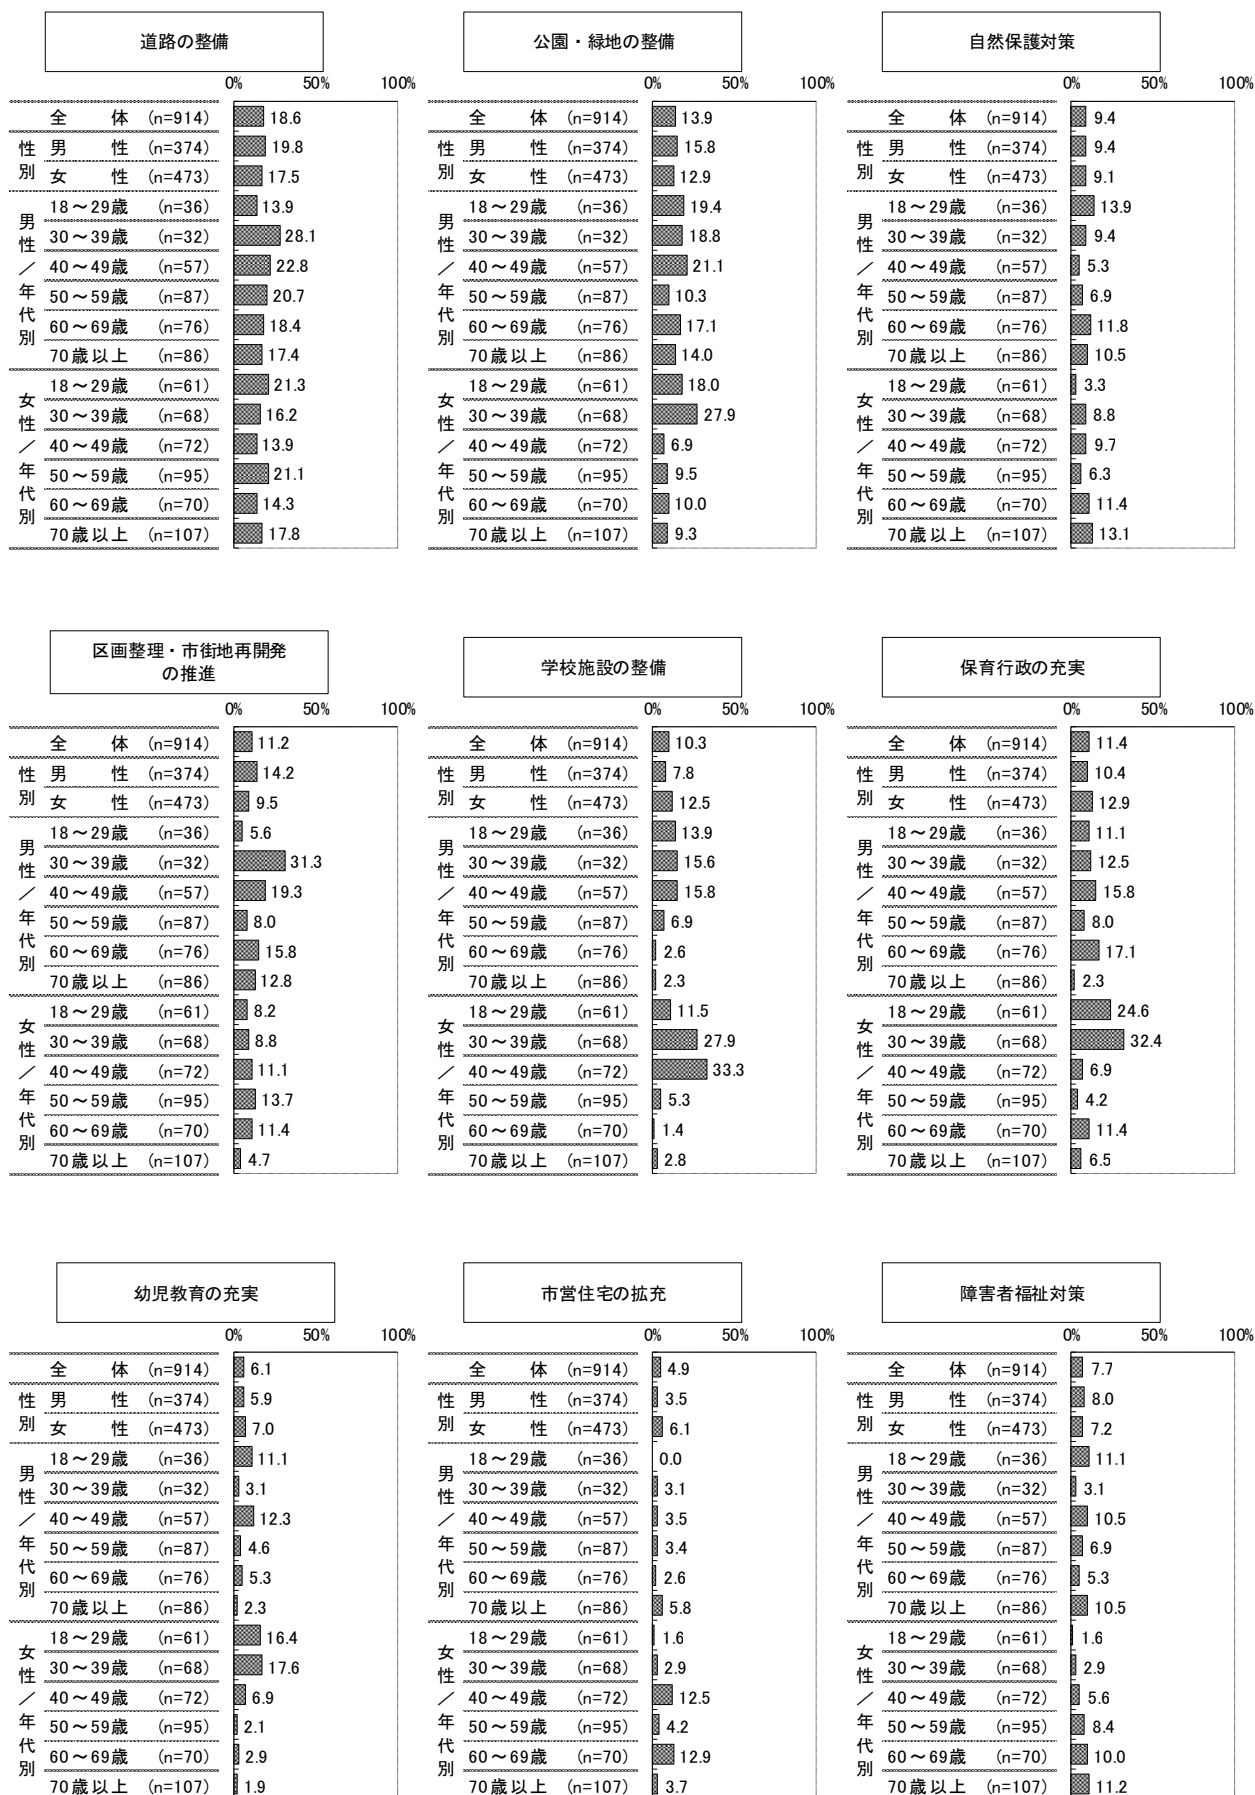 道路の整備
0% 50% 100%
全 体 (n=914) 18.6
性別
男 性 (n=374) 19.8
女 性 (n=473) 17.5
男性／年代別
18～29歳 (n=36) 13.9
30～39歳 (n=32) 28.1
40～49歳 (n=57) 22.8
50～59歳 (n=87) 20.7
60～69歳 (n=76) 18.4
70歳以上 (n=86) 17.4
女性／年代別
18～29歳 (n=61) 21.3
30～39歳 (n=68) 16.2
40～49歳 (n=72) 13.9
50～59歳 (n=95) 21.1
60～69歳 (n=70) 14.3
70歳以上 (n=107) 17.8
公園・緑地の整備
0% 50% 100%
全 体 (n=914) 13.9
性別
男 性 (n=374) 15.8
女 性 (n=473) 12.9
男性／年代別
18～29歳 (n=36) 19.4
30～39歳 (n=32) 18.8
40～49歳 (n=57) 21.1
50～59歳 (n=87) 10.3
60～69歳 (n=76) 17.1
70歳以上 (n=86) 14.0
女性／年代別
18～29歳 (n=61) 18.0
30～39歳 (n=68) 27.9
40～49歳 (n=72) 6.9
50～59歳 (n=95) 9.5
60～69歳 (n=70) 10.0
70歳以上 (n=107) 9.3
自然保護対策
0% 50% 100%
全 体 (n=914) 9.4
性別
男 性 (n=374) 9.4
女 性 (n=473) 9.1
男性／年代別
18～29歳 (n=36) 13.9
30～39歳 (n=32) 9.4
40～49歳 (n=57) 5.3
50～59歳 (n=87) 6.9
60～69歳 (n=76) 11.8
70歳以上 (n=86) 10.5
女性／年代別
18～29歳 (n=61) 3.3
30～39歳 (n=68) 8.8
40～49歳 (n=72) 9.7
50～59歳 (n=95) 6.3
60～69歳 (n=70) 11.4
70歳以上 (n=107) 13.1
区画整理・市街地再開発
の推進
0% 50% 100%
全 体 (n=914) 11.2
性別
男 性 (n=374) 14.2
女 性 (n=473) 9.5
男性／年代別
18～29歳 (n=36) 5.6
30～39歳 (n=32) 31.3
40～49歳 (n=57) 19.3
50～59歳 (n=87) 8.0
60～69歳 (n=76) 15.8
70歳以上 (n=86) 12.8
女性／年代別
18～29歳 (n=61) 8.2
30～39歳 (n=68) 8.8
40～49歳 (n=72) 11.1
50～59歳 (n=95) 13.7
60～69歳 (n=70) 11.4
70歳以上 (n=107) 4.7
学校施設の整備
0% 50% 100%
全 体 (n=914) 10.3
性別
男 性 (n=374) 7.8
女 性 (n=473) 12.5
男性／年代別
18～29歳 (n=36) 13.9
30～39歳 (n=32) 15.6
40～49歳 (n=57) 15.8
50～59歳 (n=87) 6.9
60～69歳 (n=76) 2.6
70歳以上 (n=86) 2.3
女性／年代別
18～29歳 (n=61) 11.5
30～39歳 (n=68) 27.9
40～49歳 (n=72) 33.3
50～59歳 (n=95) 5.3
60～69歳 (n=70) 1.4
70歳以上 (n=107) 2.8
保育行政の充実
0% 50% 100%
全 体 (n=914) 11.4
性別
男 性 (n=374) 10.4
女 性 (n=473) 12.9
男性／年代別
18～29歳 (n=36) 11.1
30～39歳 (n=32) 12.5
40～49歳 (n=57) 15.8
50～59歳 (n=87) 8.0
60～69歳 (n=76) 17.1
70歳以上 (n=86) 2.3
女性／年代別
18～29歳 (n=61) 24.6
30～39歳 (n=68) 32.4
40～49歳 (n=72) 6.9
50～59歳 (n=95) 4.2
60～69歳 (n=70) 11.4
70歳以上 (n=107) 6.5
幼児教育の充実
0% 50% 100%
全 体 (n=914) 6.1
性別
男 性 (n=374) 5.9
女 性 (n=473) 7.0
男性／年代別
18～29歳 (n=36) 11.1
30～39歳 (n=32) 3.1
40～49歳 (n=57) 12.3
50～59歳 (n=87) 4.6
60～69歳 (n=76) 5.3
70歳以上 (n=86) 2.3
女性／年代別
18～29歳 (n=61) 16.4
30～39歳 (n=68) 17.6
40～49歳 (n=72) 6.9
50～59歳 (n=95) 2.1
60～69歳 (n=70) 2.9
70歳以上 (n=107) 1.9
市営住宅の拡充
0% 50% 100%
全 体 (n=914) 4.9
性別
男 性 (n=374) 3.5
女 性 (n=473) 6.1
男性／年代別
18～29歳 (n=36) 0.0
30～39歳 (n=32) 3.1
40～49歳 (n=57) 3.5
50～59歳 (n=87) 3.4
60～69歳 (n=76) 2.6
70歳以上 (n=86) 5.8
女性／年代別
18～29歳 (n=61) 1.6
30～39歳 (n=68) 2.9
40～49歳 (n=72) 12.5
50～59歳 (n=95) 4.2
60～69歳 (n=70) 12.9
70歳以上 (n=107) 3.7
障害者福祉対策
0% 50% 100%
全 体 (n=914) 7.7
性別
男 性 (n=374) 8.0
女 性 (n=473) 7.2
男性／年代別
18～29歳 (n=36) 11.1
30～39歳 (n=32) 3.1
40～49歳 (n=57) 10.5
50～59歳 (n=87) 6.9
60～69歳 (n=76) 5.3
70歳以上 (n=86) 10.5
女性／年代別
18～29歳 (n=61) 1.6
30～39歳 (n=68) 2.9
40～49歳 (n=72) 5.6
50～59歳 (n=95) 8.4
60～69歳 (n=70) 10.0
70歳以上 (n=107) 11.2